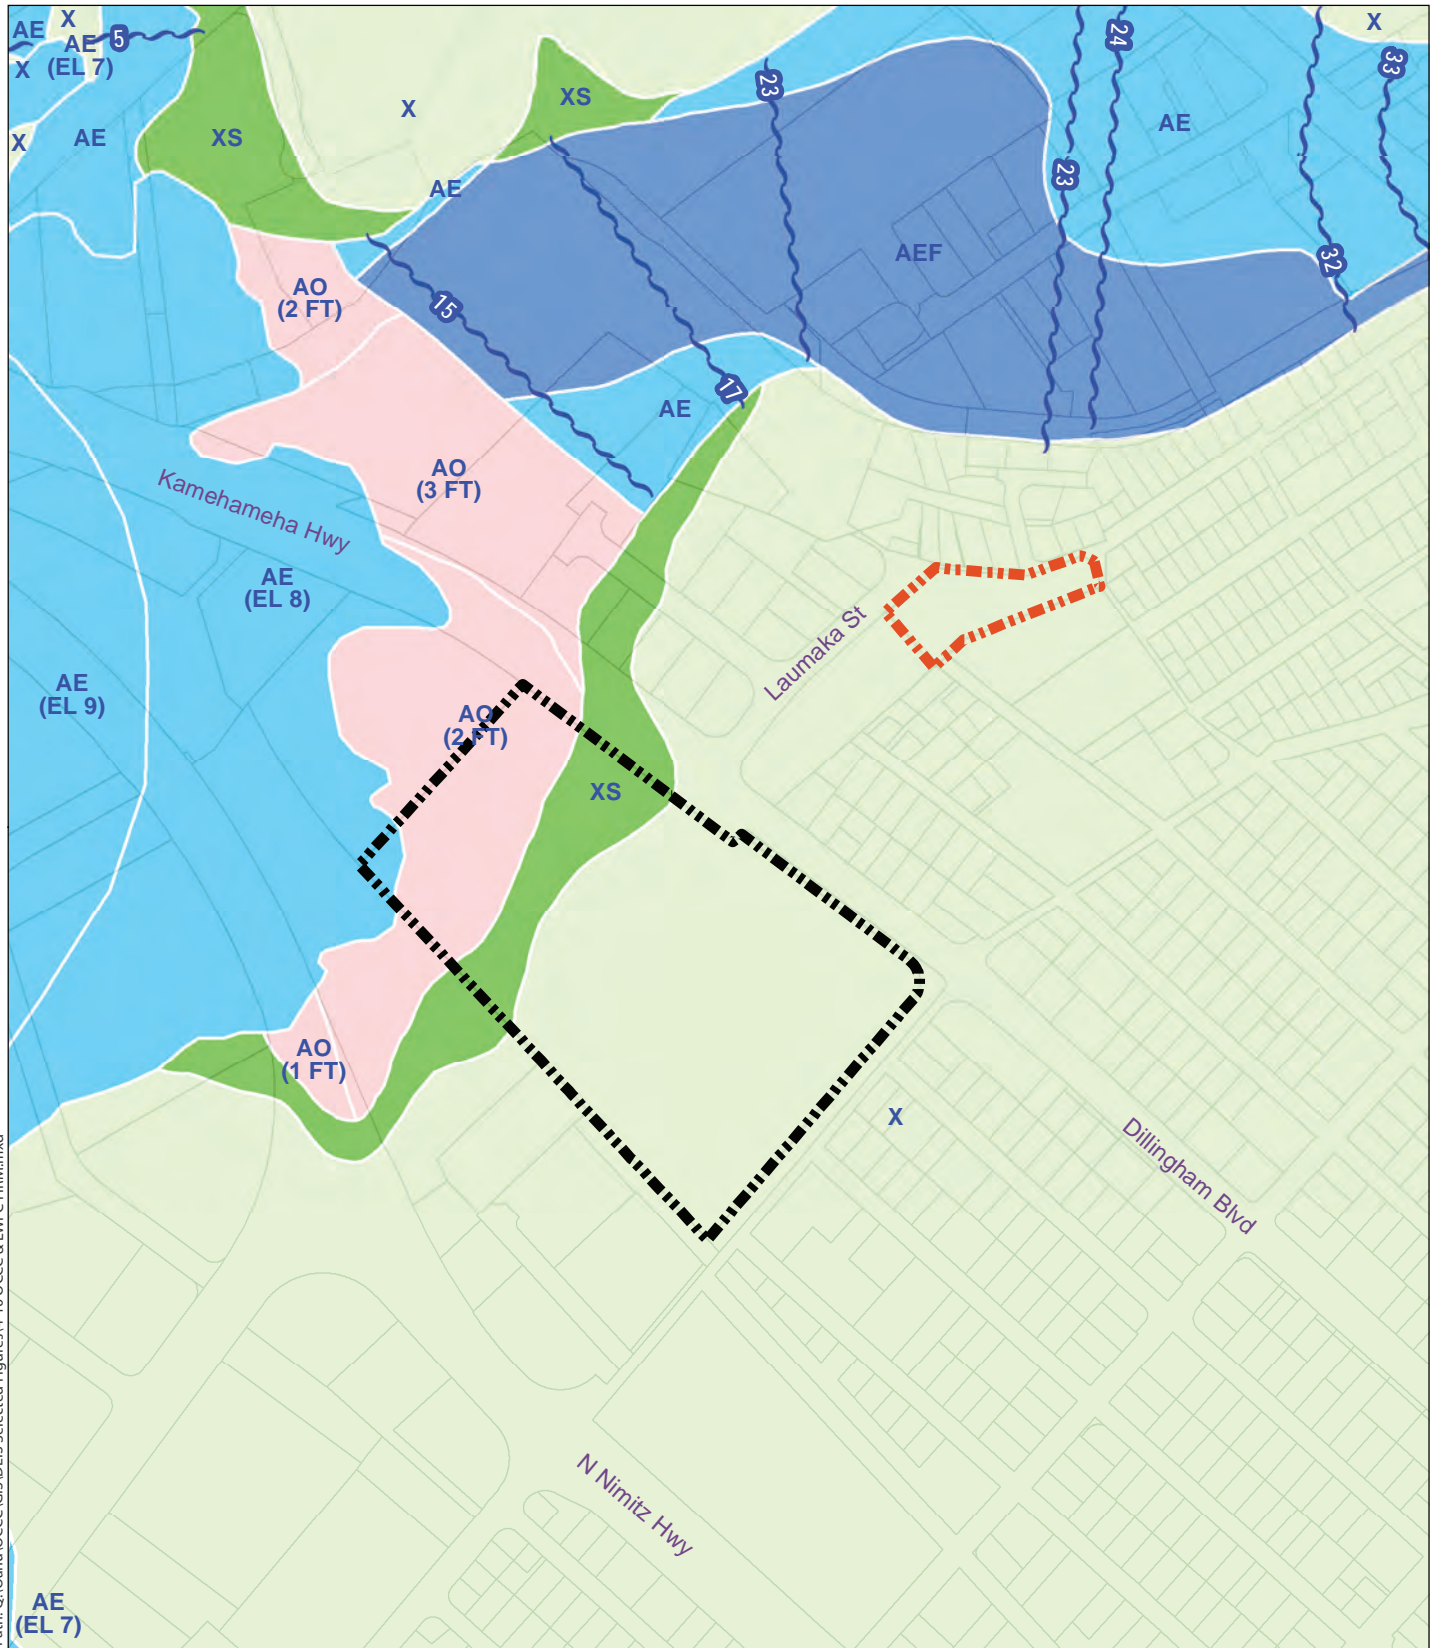 X
AE
AE
(EL 7)
5
X
X
AE
XS
X
XS
AE
23
24
23
AE
X
33
32
AEF
AO
(2 FT)
15
17
AE
AO
(3 FT)
Kamehameha Hwy
AE
(EL 8)
AE
(EL 9)
Laumaka St
AO
(2 FT)
XS
AO
(1 FT)
X
Dillingham Blvd
N Nimitz Hwy
AE
(EL 7)